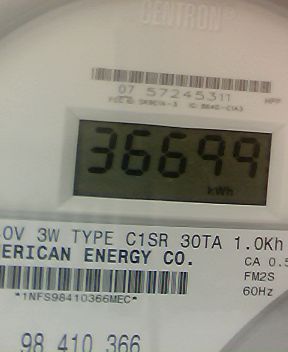 CENTRON®
07 57245311
HPP
36699
kWh
0V 3W TYPE C1SR 30TA 1.0Kh
ERICAN ENERGY CO.
CA 0.5
FM2S
*1NFS98410366MEC*
60Hz
98 410 366